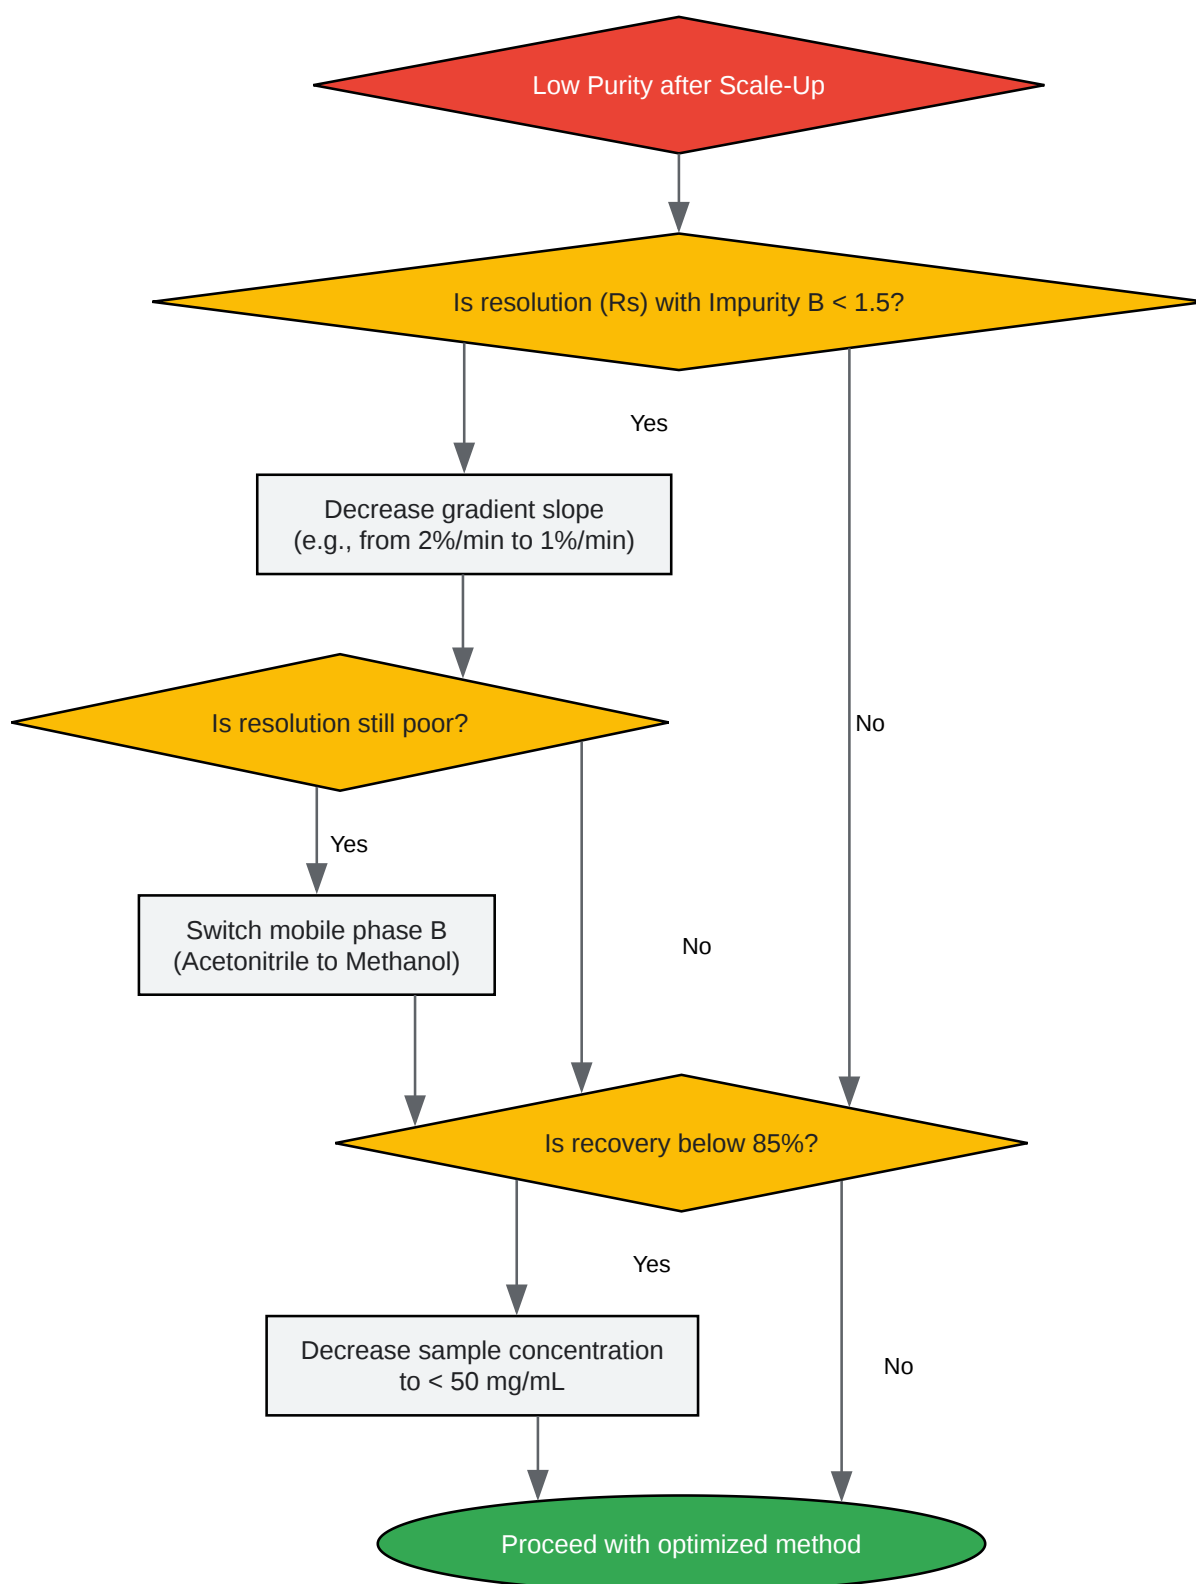 Low Purity after Scale-Up
Is resolution (Rs) with Impurity B < 1.5?
Yes
Decrease gradient slope
(e.g., from 2%/min to 1%/min)
Is resolution still poor?
No
Yes
Switch mobile phase B
(Acetonitrile to Methanol)
No
Is recovery below 85%?
Yes
Decrease sample concentration
to < 50 mg/mL
No
Proceed with optimized method